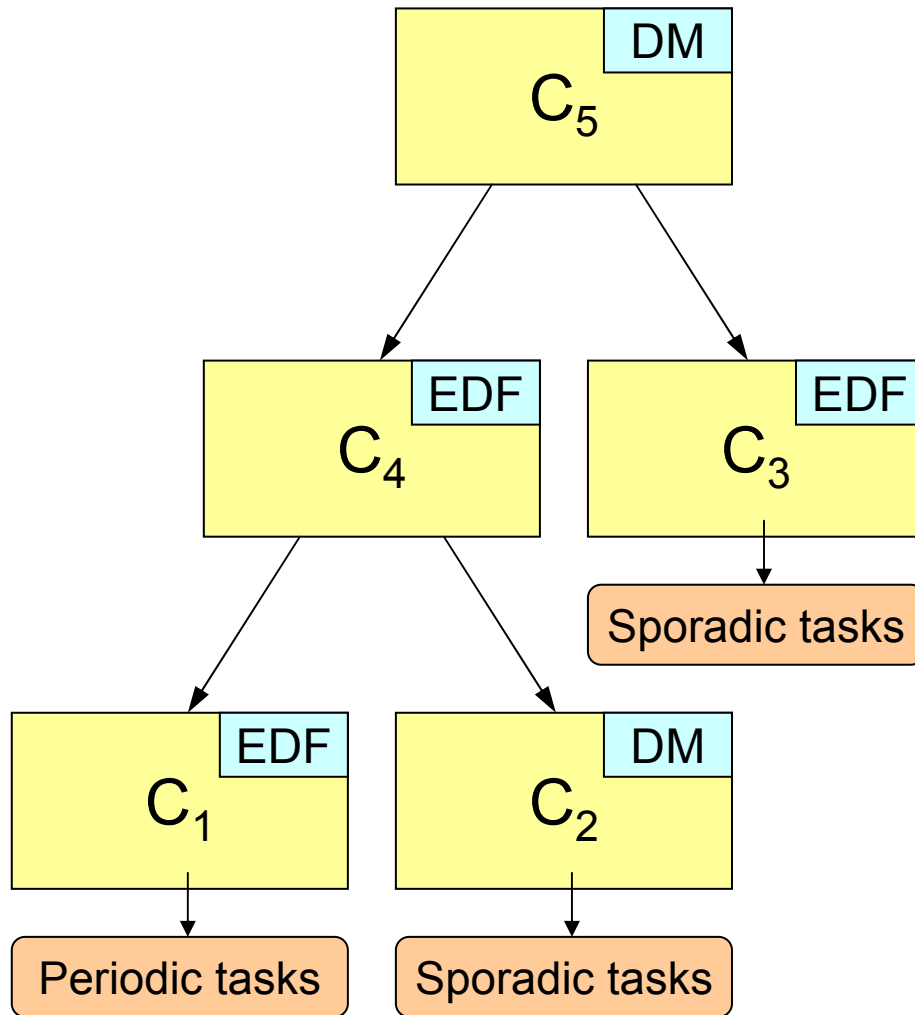 DM
C5
EDF
C4
EDF
C3
Sporadic tasks
EDF
C1
DM
C2
Periodic tasks
Sporadic tasks